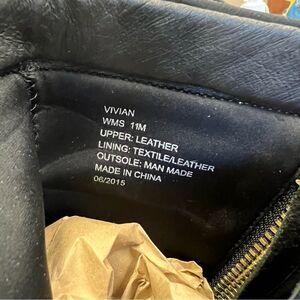 VIVIAN
WMS 11M
UPPER: LEATHER
LINING: TEXTILE/LEATHER
OUTSOLE: MAN MADE
MADE IN CHINA
06/2015